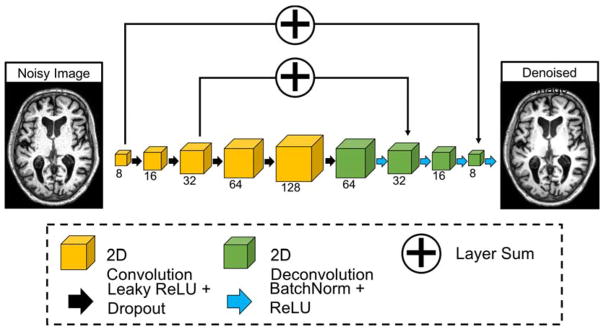 Noisy Image
Denoised
Image
8
16
32
64
128
64
32
16
8
2D
Convolution
Leaky ReLU +
Dropout
2D
Deconvolution
BatchNorm +
ReLU
Layer Sum